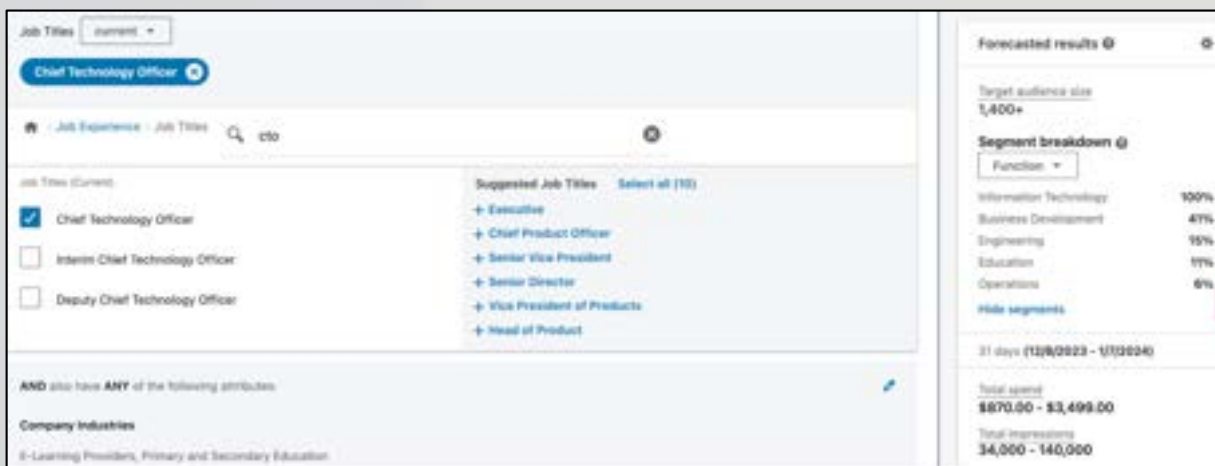 Job Titles current
Chief Technology Officer
Job Experience › Job Titles
cto
Job Titles (Current)
Chief Technology Officer
Interim Chief Technology Officer
Deputy Chief Technology Officer
Suggested Job Titles Select all (10)
+ Executive
+ Chief Product Officer
+ Senior Vice President
+ Senior Director
+ Vice President of Products
+ Head of Product
AND also have ANY of the following attributes
Company Industries
E-Learning Providers, Primary and Secondary Education
Forecasted results
Target audience size
1,400+
Segment breakdown
Function
Information Technology 100%
Business Development 41%
Engineering 15%
Education 11%
Operations 6%
Hide segments
31 days (12/8/2023 - 1/7/2024)
Total spend
$870.00 - $3,499.00
Total impressions
34,000 - 140,000